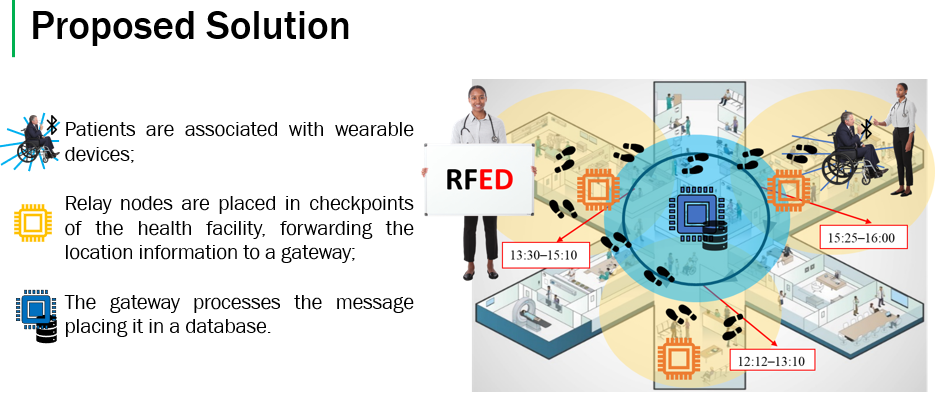 Proposed Solution
Patients are associated with wearable
devices;
Relay nodes are placed in checkpoints
of the health facility, forwarding the
location information to a gateway;
The gateway processes the message
placing it in a database.
RFED
13:30–15:10
15:25–16:00
12:12–13:10